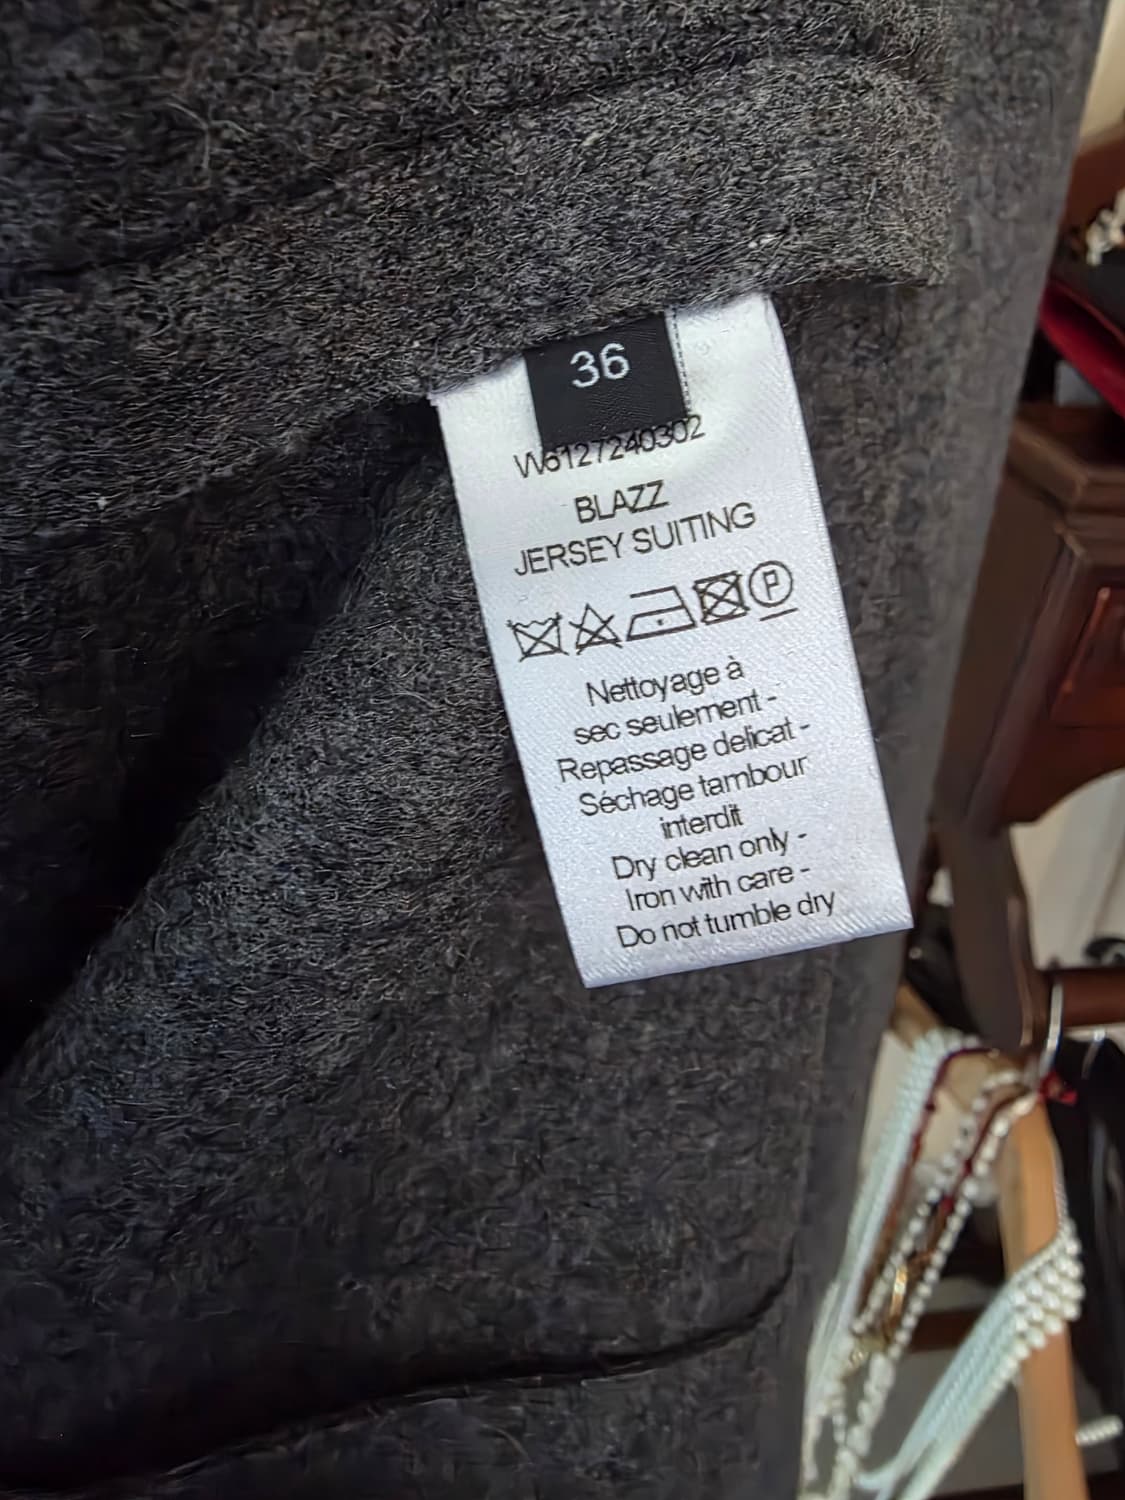 36
W6127240302
BLAZZ
JERSEY SUITING
P
Nettoyage à
sec seulement -
Repassage delicat -
Séchage tambour
interdit
Dry clean only -
Iron with care -
Do not tumble dry